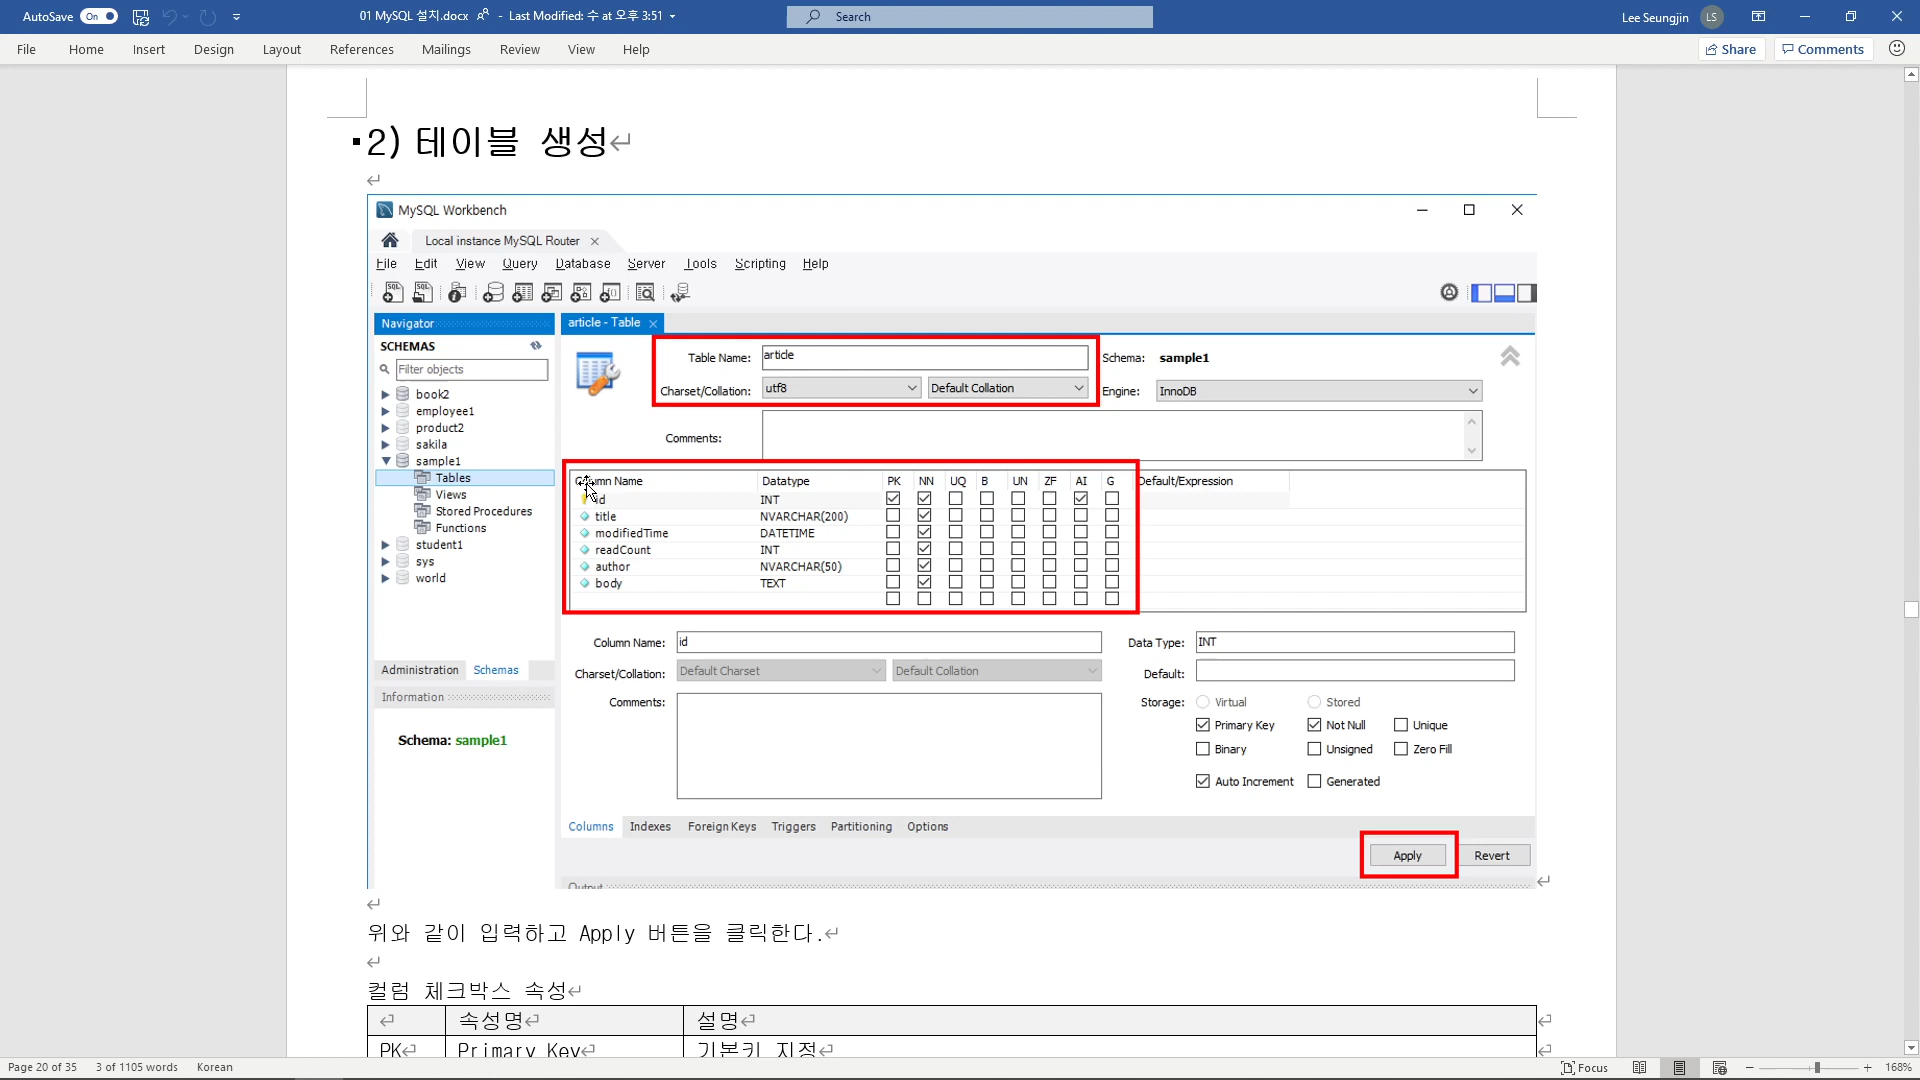 AutoSave On 01 MySQL 설치.docx - Last Modified: 수 at 오후 3:51 Search Lee Seungjin LS
File Home Insert Design Layout References Mailings Review View Help Share Comments
2) 테이블 생성
MySQL Workbench
Local instance MySQL Router
File Edit View Query Database Server Tools Scripting Help
Navigator
SCHEMAS
Filter objects
book2
employee1
product2
sakila
sample1
Tables
Views
Stored Procedures
Functions
student1
sys
world
Administration Schemas
Information
Schema: sample1
article - Table
Table Name: article Schema: sample1
Charset/Collation: utf8 Default Collation Engine: InnoDB
Comments:
Column Name Datatype PK NN UQ B UN ZF AI G Default/Expression
id INT
title NVARCHAR(200)
modifiedTime DATETIME
readCount INT
author NVARCHAR(50)
body TEXT
Column Name: id Data Type: INT
Charset/Collation: Default Charset Default Collation Default:
Comments: Storage: Virtual Stored
Primary Key Not Null Unique
Binary Unsigned Zero Fill
Auto Increment Generated
Columns Indexes Foreign Keys Triggers Partitioning Options
Apply Revert
Output
위와 같이 입력하고 Apply 버튼을 클릭한다.
컬럼 체크박스 속성
속성명 설명
PK Primary Key 기본키 지정
Page 20 of 35 3 of 1105 words Korean Focus 168%